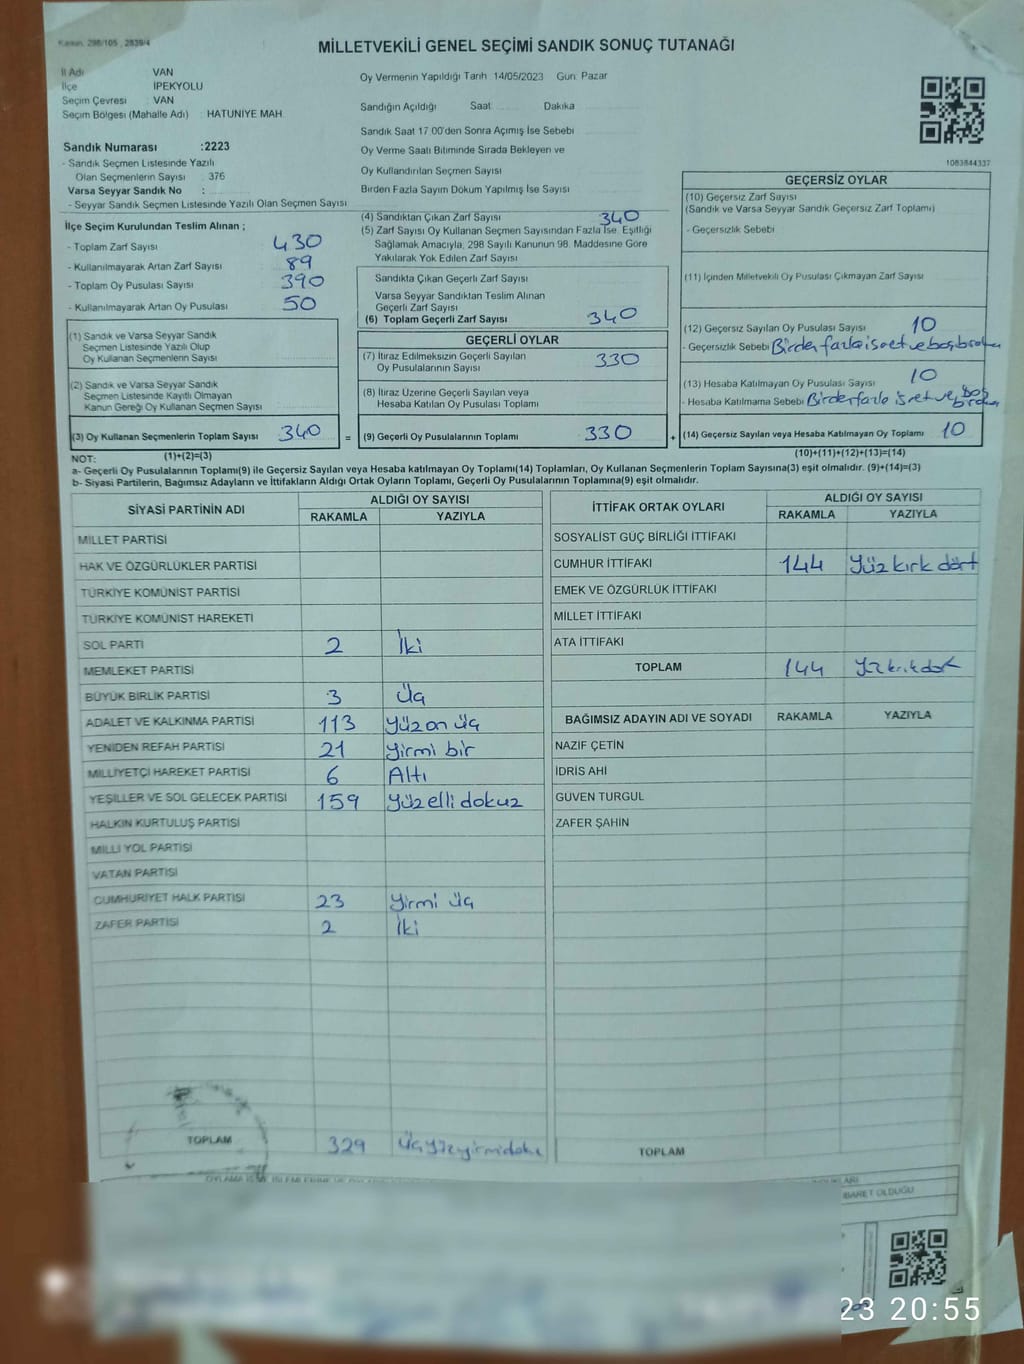 Kanun: 298/105 , 2839/4
MİLLETVEKİLİ GENEL SEÇİMİ SANDIK SONUÇ TUTANAĞI
İl Adı VAN
İlçe İPEKYOLU
Seçim Çevresi : VAN
Seçim Bölgesi (Mahalle Adı) : HATUNİYE MAH
Sandık Numarası :2223
- Sandık Seçmen Listesinde Yazılı
Olan Seçmenlerin Sayısı : 376
Varsa Seyyar Sandık No :
- Seyyar Sandık Seçmen Listesinde Yazılı Olan Seçmen Sayısı
Oy Vermenin Yapıldığı Tarih 14/05/2023 Gün: Pazar
Sandığın Açıldığı Saat Dakika
Sandık Saat 17.00'den Sonra Açımış İse Sebebi
Oy Verme Saati Bitiminde Sırada Bekleyen ve
Oy Kullandırılan Seçmen Sayısı
Birden Fazla Sayım Döküm Yapılmış İse Sayısı
1083844337
İlçe Seçim Kurulundan Teslim Alınan ;
- Toplam Zarf Sayısı 430
- Kullanılmayarak Artan Zarf Sayısı 89
- Toplam Oy Pusulası Sayısı 390
- Kullanılmayarak Artan Oy Pusulası 50
(1) Sandık ve Varsa Seyyar Sandık
Seçmen Listesinde Yazılı Olup
Oy Kullanan Seçmenlerin Sayısı
(2) Sandık ve Varsa Seyyar Sandık
Seçmen Listesinde Kayıtlı Olmayan
Kanun Gereği Oy Kullanan Seçmen Sayısı
(3) Oy Kullanan Seçmenlerin Toplam Sayısı 340 =
(1)+(2)=(3)
(4) Sandıktan Çıkan Zarf Sayısı 340
(5) Zarf Sayısı Oy Kullanan Seçmen Sayısından Fazla İse, Eşitliği
Sağlamak Amacıyla, 298 Sayılı Kanunun 98. Maddesine Göre
Yakılarak Yok Edilen Zarf Sayısı
Sandıkta Çıkan Geçerli Zarf Sayısı
Varsa Seyyar Sandıktan Teslim Alınan
Geçerli Zarf Sayısı
(6) Toplam Geçerli Zarf Sayısı 340
GEÇERLİ OYLAR
(7) İtiraz Edilmeksizin Geçerli Sayılan
Oy Pusulalarının Sayısı 330
(8) İtiraz Üzerine Geçerli Sayılan veya
Hesaba Katılan Oy Pusulası Toplamı
(9) Geçerli Oy Pusulalarının Toplamı 330 +
GEÇERSİZ OYLAR
(10) Geçersiz Zarf Sayısı
(Sandık ve Varsa Seyyar Sandık Geçersiz Zarf Toplamı)
- Geçersizlik Sebebi
(11) İçinden Milletvekili Oy Pusulası Çıkmayan Zarf Sayısı
(12) Geçersiz Sayılan Oy Pusulası Sayısı 10
- Geçersizlik Sebebi Birden fazla işaret ve boş bırakma
(13) Hesaba Katılmayan Oy Pusulası Sayısı 10
- Hesaba Katılmama Sebebi Birden fazla işaret ve boş
(14) Geçersiz Sayılan veya Hesaba Katılmayan Oy Toplamı 10
(10)+(11)+(12)+(13)=(14)
NOT:
a- Geçerli Oy Pusulasının Toplamı(9) ile Geçersiz Sayılan veya Hesaba katılmayan Oy Toplamı(14) Toplamları, Oy Kullanan Seçmenlerin Toplam Sayısına(3) eşit olmalıdır. (9)+(14)=(3)
b- Siyasi Partilerin, Bağımsız Adayların ve İttifakların Aldığı Ortak Oyların Toplamı, Geçerli Oy Pusulalarının Toplamına(9) eşit olmalıdır.
SİYASİ PARTİNİN ADI ALDIĞI OY SAYISI
RAKAMLA YAZIYLA
MİLLET PARTİSİ
HAK VE ÖZGÜRLÜKLER PARTİSİ
TÜRKİYE KOMÜNİST PARTİSİ
TÜRKİYE KOMÜNİST HAREKETİ
SOL PARTİ 2 İki
MEMLEKET PARTİSİ
BÜYÜK BİRLİK PARTİSİ 3 Üç
ADALET VE KALKINMA PARTİSİ 113 Yüz on üç
YENİDEN REFAH PARTİSİ 21 Yirmi bir
MİLLİYETÇİ HAREKET PARTİSİ 6 Altı
YEŞİLLER VE SOL GELECEK PARTİSİ 159 Yüz elli dokuz
HALKIN KURTULUŞ PARTİSİ
MİLLİ YOL PARTİSİ
VATAN PARTİSİ
CUMHURİYET HALK PARTİSİ 23 Yirmi üç
ZAFER PARTİSİ 2 İki
TOPLAM 329
İTTİFAK ORTAK OYLARI ALDIĞI OY SAYISI
RAKAMLA YAZIYLA
SOSYALİST GÜÇ BİRLİĞİ İTTİFAKI
CUMHUR İTTİFAKI 144 Yüz kırk dört
EMEK VE ÖZGÜRLÜK İTTİFAKI
MİLLET İTTİFAKI
ATA İTTİFAKI
TOPLAM 144
BAĞIMSIZ ADAYIN ADI VE SOYADI RAKAMLA YAZIYLA
NAZİF ÇETİN
İDRİS AHİ
GÜVEN TURGUL
ZAFER ŞAHİN
TOPLAM
İBARET OLDUĞU
23 20:55